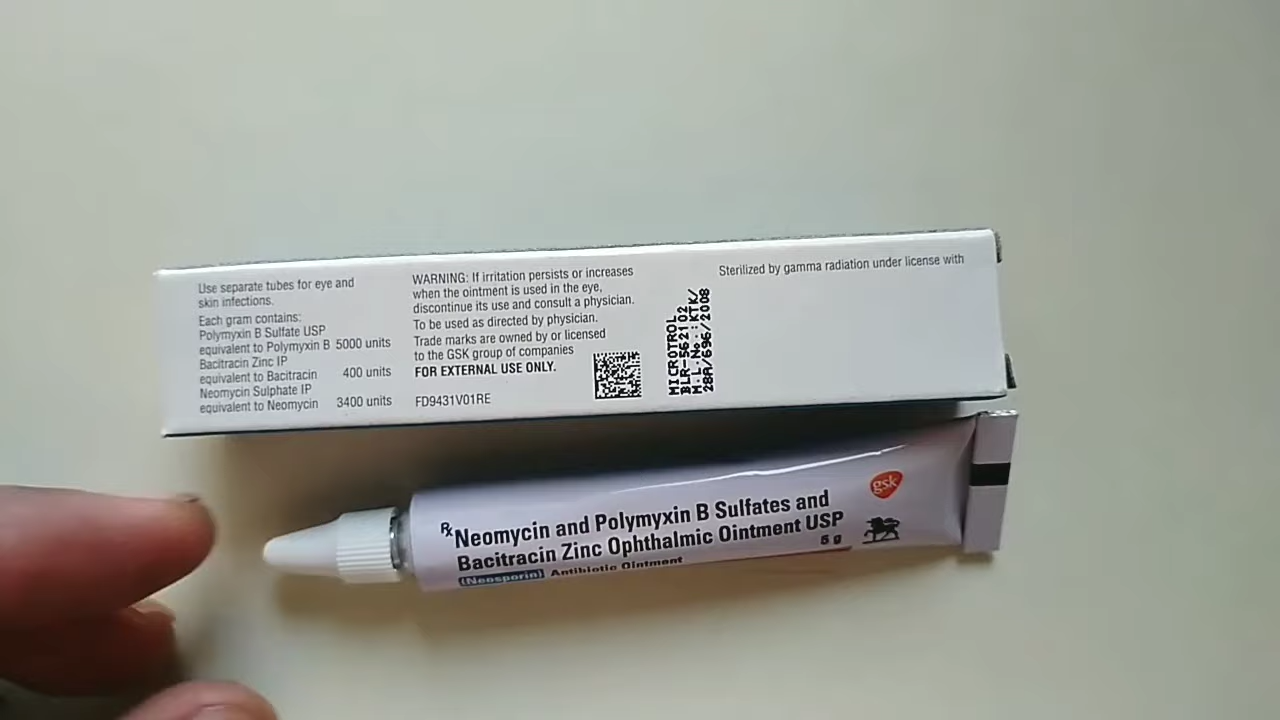 Use separate tubes for eye and
skin infections.
Each gram contains:
Polymyxin B Sulfate USP
equivalent to Polymyxin B 5000 units
Bacitracin Zinc IP
equivalent to Bacitracin 400 units
Neomycin Sulphate IP
equivalent to Neomycin 3400 units
WARNING: If irritation persists or increases
when the ointment is used in the eye,
discontinue its use and consult a physician.
To be used as directed by physician.
Trade marks are owned by or licensed
to the GSK group of companies
FOR EXTERNAL USE ONLY.
FD9431V01RE
MICROTROL
BLR-562102
M.L.No.:KTK/
28A/696/2008
Sterilized by gamma radiation under license with
Rx Neomycin and Polymyxin B Sulfates and
Bacitracin Zinc Ophthalmic Ointment USP
(Neosporin) Antibiotic Ointment
5 g
gsk